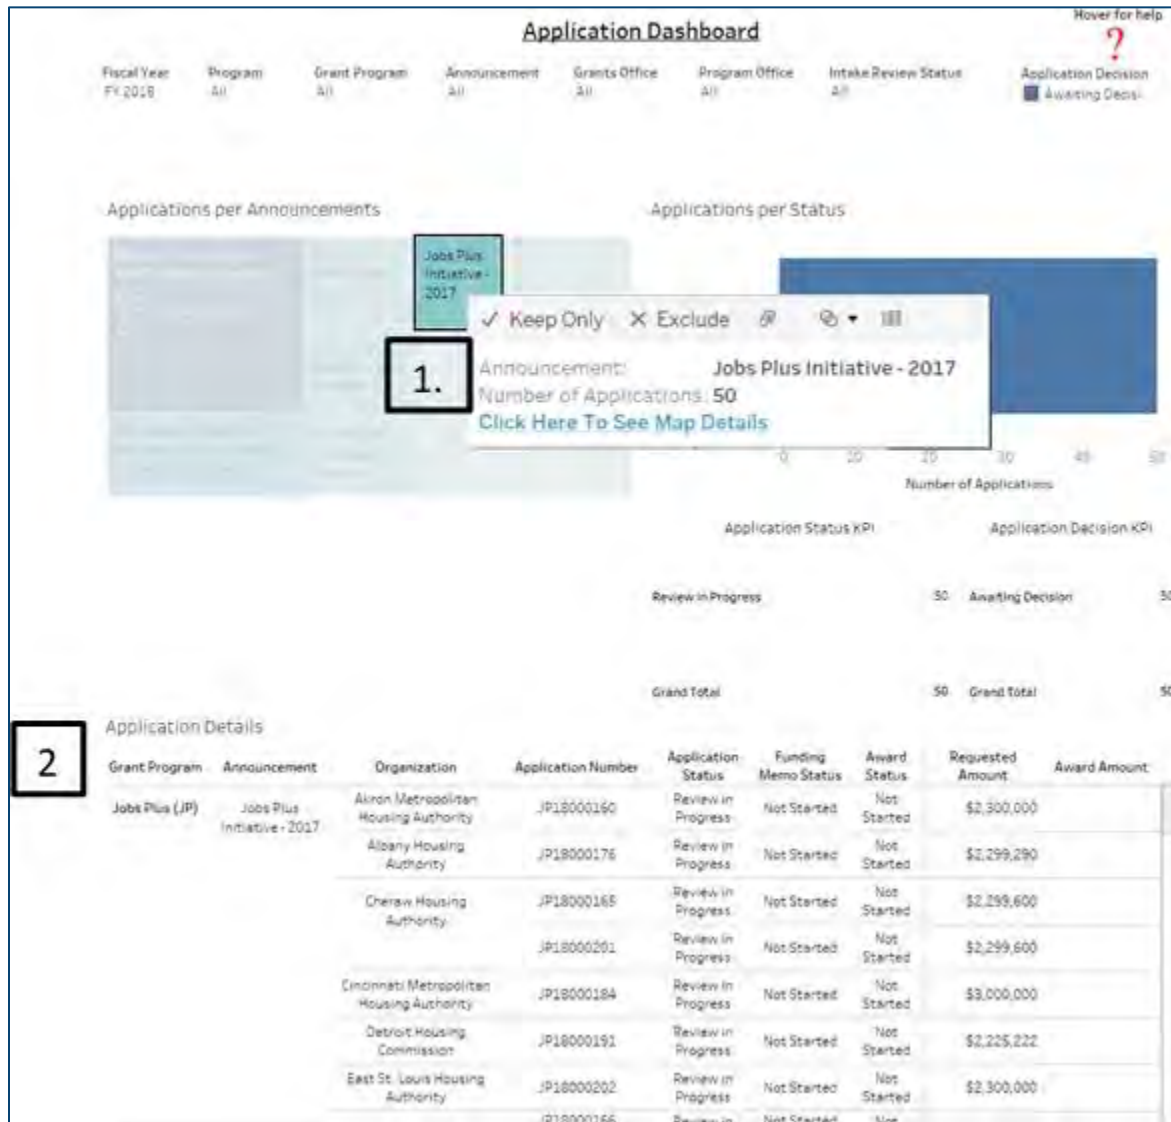 Hover for help
Application Dashboard
?
Fiscal Year Program Grant Program Announcement Grants Office Program Office Intake Review Status Application Decision
FY 2018 All All All All All All Awaiting Decisi
Applications per Announcements Applications per Status
Jobs Plus
Initiative -
2017
✓ Keep Only ✕ Exclude
1.
Announcement: Jobs Plus Initiative - 2017
Number of Applications: 50
Click Here To See Map Details
0 10 20 30 40 50
Number of Applications
Application Status KPI Application Decision KPI
Review in Progress 50 Awaiting Decision 50
Grand Total 50 Grand Total 50
2
Application Details
Grant Program Announcement Organization Application Number Application Status Funding Memo Status Award Status Requested Amount Award Amount
Jobs Plus (JP) Jobs Plus Initiative - 2017 Akron Metropolitan Housing Authority JP18000160 Review in Progress Not Started Not Started $2,300,000
Albany Housing Authority JP18000176 Review in Progress Not Started Not Started $2,299,290
Cheraw Housing Authority JP18000165 Review in Progress Not Started Not Started $2,299,600
JP18000201 Review in Progress Not Started Not Started $2,299,600
Cincinnati Metropolitan Housing Authority JP18000184 Review in Progress Not Started Not Started $3,000,000
Detroit Housing Commission JP18000191 Review in Progress Not Started Not Started $2,225,222
East St. Louis Housing Authority JP18000202 Review in Progress Not Started Not Started $2,300,000
JP18000166 Review in Not Started Not